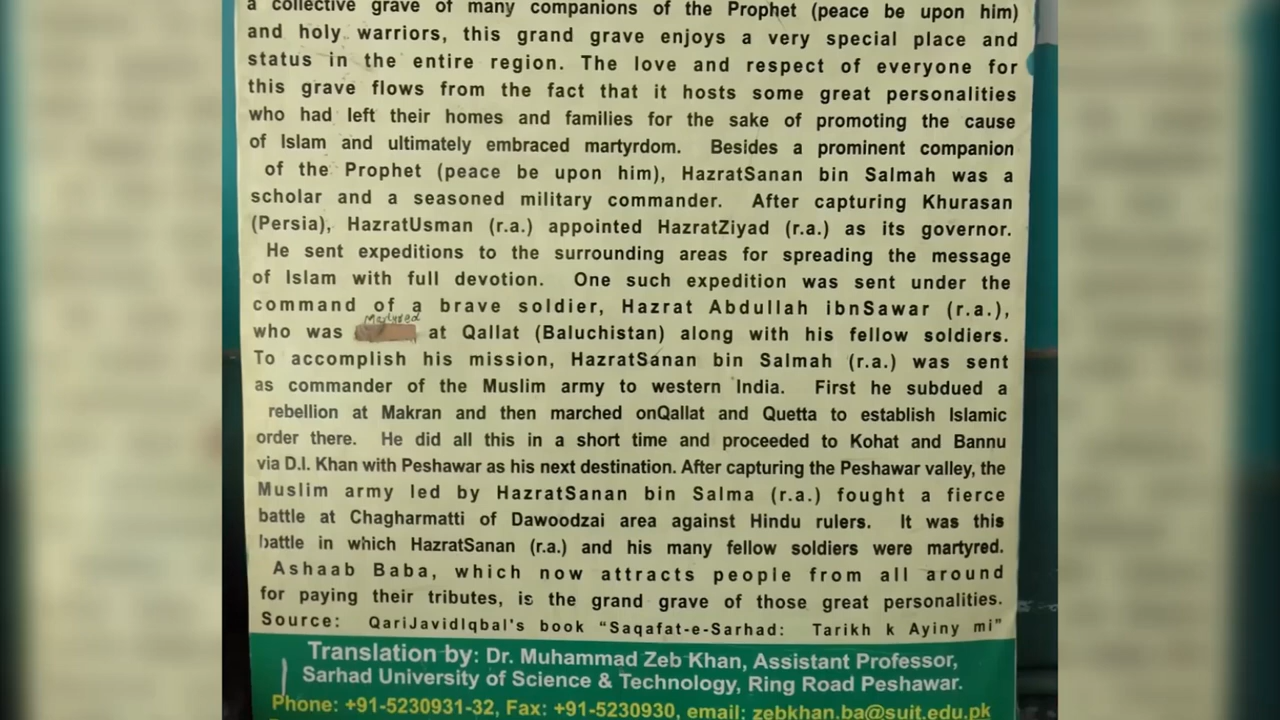 a collective grave of many companions of the Prophet (peace be upon him)
and holy warriors, this grand grave enjoys a very special place and
status in the entire region. The love and respect of everyone for
this grave flows from the fact that it hosts some great personalities
who had left their homes and families for the sake of promoting the cause
of Islam and ultimately embraced martyrdom. Besides a prominent companion
of the Prophet (peace be upon him), HazratSanan bin Salmah was a
scholar and a seasoned military commander. After capturing Khurasan
(Persia), HazratUsman (r.a.) appointed HazratZiyad (r.a.) as its governor.
He sent expeditions to the surrounding areas for spreading the message
of Islam with full devotion. One such expedition was sent under the
command of a brave soldier, Hazrat Abdullah ibnSawar (r.a.),
Martyred
who was at Qallat (Baluchistan) along with his fellow soldiers.
To accomplish his mission, HazratSanan bin Salmah (r.a.) was sent
as commander of the Muslim army to western India. First he subdued a
rebellion at Makran and then marched onQallat and Quetta to establish Islamic
order there. He did all this in a short time and proceeded to Kohat and Bannu
via D.I. Khan with Peshawar as his next destination. After capturing the Peshawar valley, the
Muslim army led by HazratSanan bin Salma (r.a.) fought a fierce
battle at Chagharmatti of Dawoodzai area against Hindu rulers. It was this
battle in which HazratSanan (r.a.) and his many fellow soldiers were martyred.
Ashaab Baba, which now attracts people from all around
for paying their tributes, is the grand grave of those great personalities.
Source: QariJavidIqbal's book "Saqafat-e-Sarhad: Tarikh k Ayiny mi"
Translation by: Dr. Muhammad Zeb Khan, Assistant Professor,
Sarhad University of Science & Technology, Ring Road Peshawar.
Phone: +91-5230931-32, Fax: +91-5230930, email: zebkhan.ba@suit.edu.pk